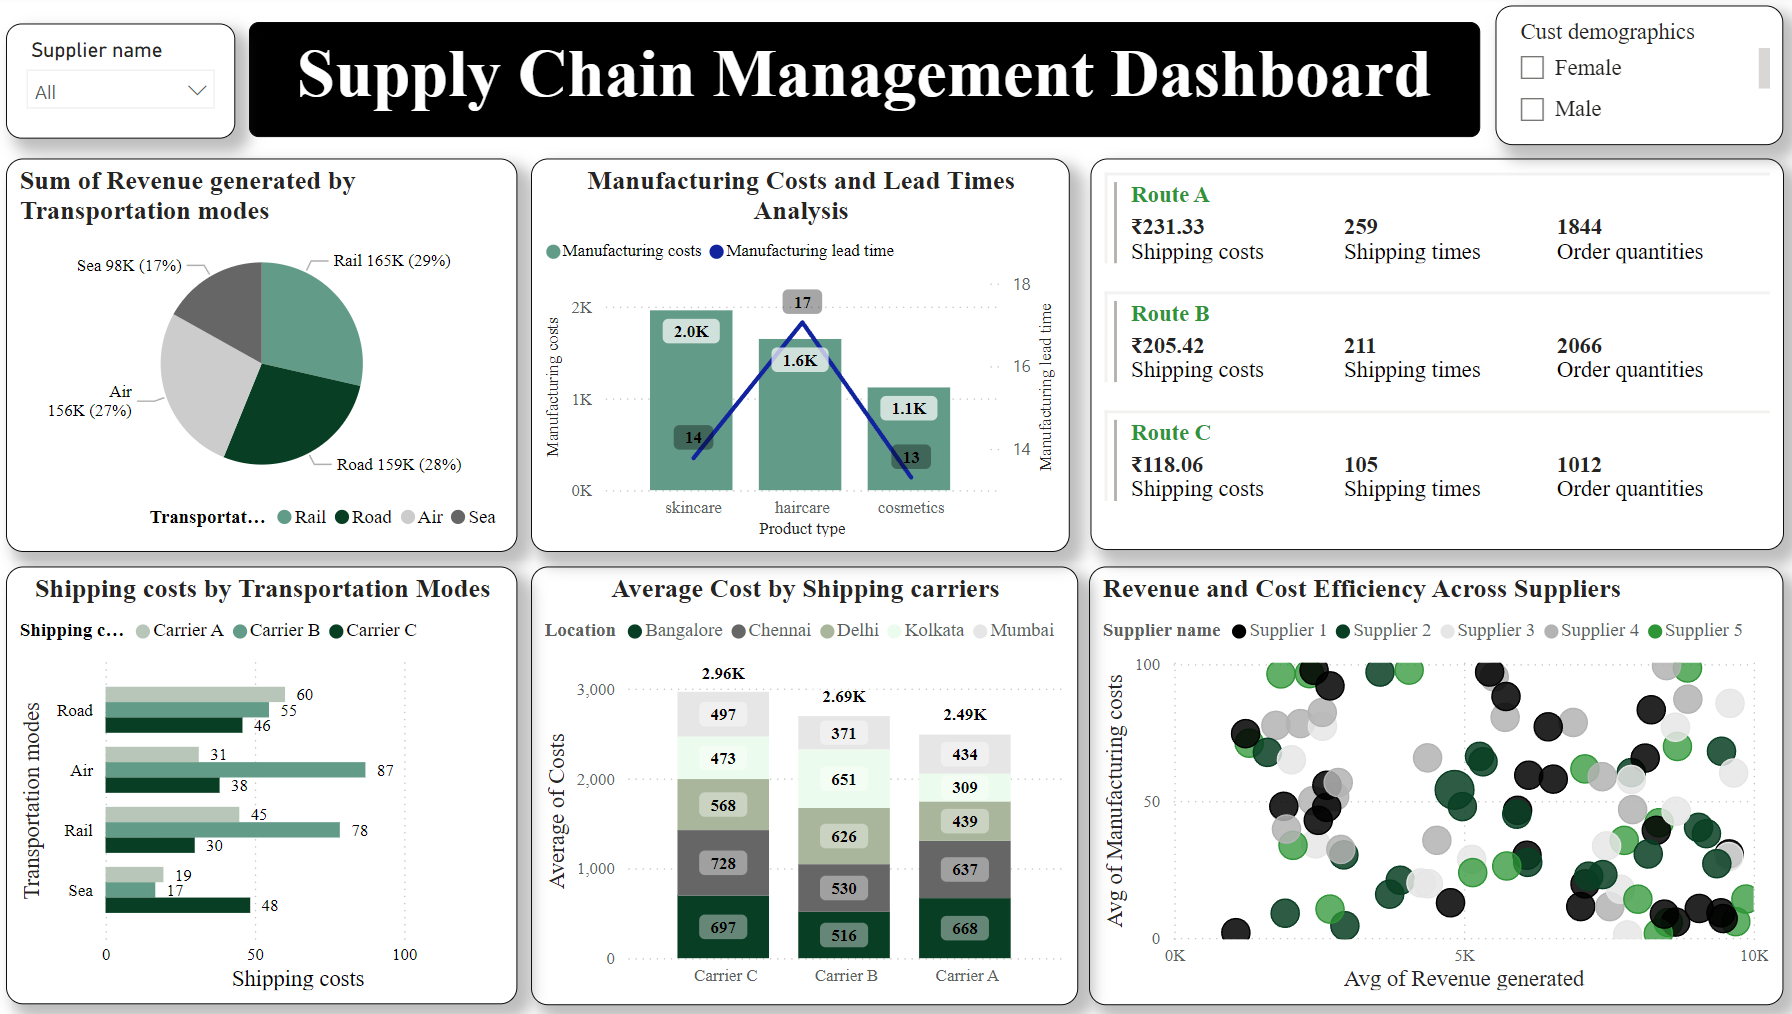 Supplier name
All
Supply Chain Management Dashboard
Cust demographics
Female
Male
Sum of Revenue generated by
Transportation modes
Sea 98K (17%)
Rail 165K (29%)
Air
156K (27%)
Road 159K (28%)
Transportat... Rail Road Air Sea
Manufacturing Costs and Lead Times
Analysis
Manufacturing costs Manufacturing lead time
Manufacturing costs
2K
1K
0K
2.0K
1.6K
1.1K
14
17
13
18
16
14
Manufacturing lead time
skincare haircare cosmetics
Product type
Route A
₹231.33 259 1844
Shipping costs Shipping times Order quantities
Route B
₹205.42 211 2066
Shipping costs Shipping times Order quantities
Route C
₹118.06 105 1012
Shipping costs Shipping times Order quantities
Shipping costs by Transportation Modes
Shipping c... Carrier A Carrier B Carrier C
Transportation modes
Road
60
55
46
Air
31
87
38
Rail
45
78
30
Sea
19
17
48
0 50 100
Shipping costs
Average Cost by Shipping carriers
Location Bangalore Chennai Delhi Kolkata Mumbai
Average of Costs
3,000
2,000
1,000
0
2.96K
497
473
568
728
697
2.69K
371
651
626
530
516
2.49K
434
309
439
637
668
Carrier C Carrier B Carrier A
Revenue and Cost Efficiency Across Suppliers
Supplier name Supplier 1 Supplier 2 Supplier 3 Supplier 4 Supplier 5
Avg of Manufacturing costs
100
50
0
0K 5K 10K
Avg of Revenue generated